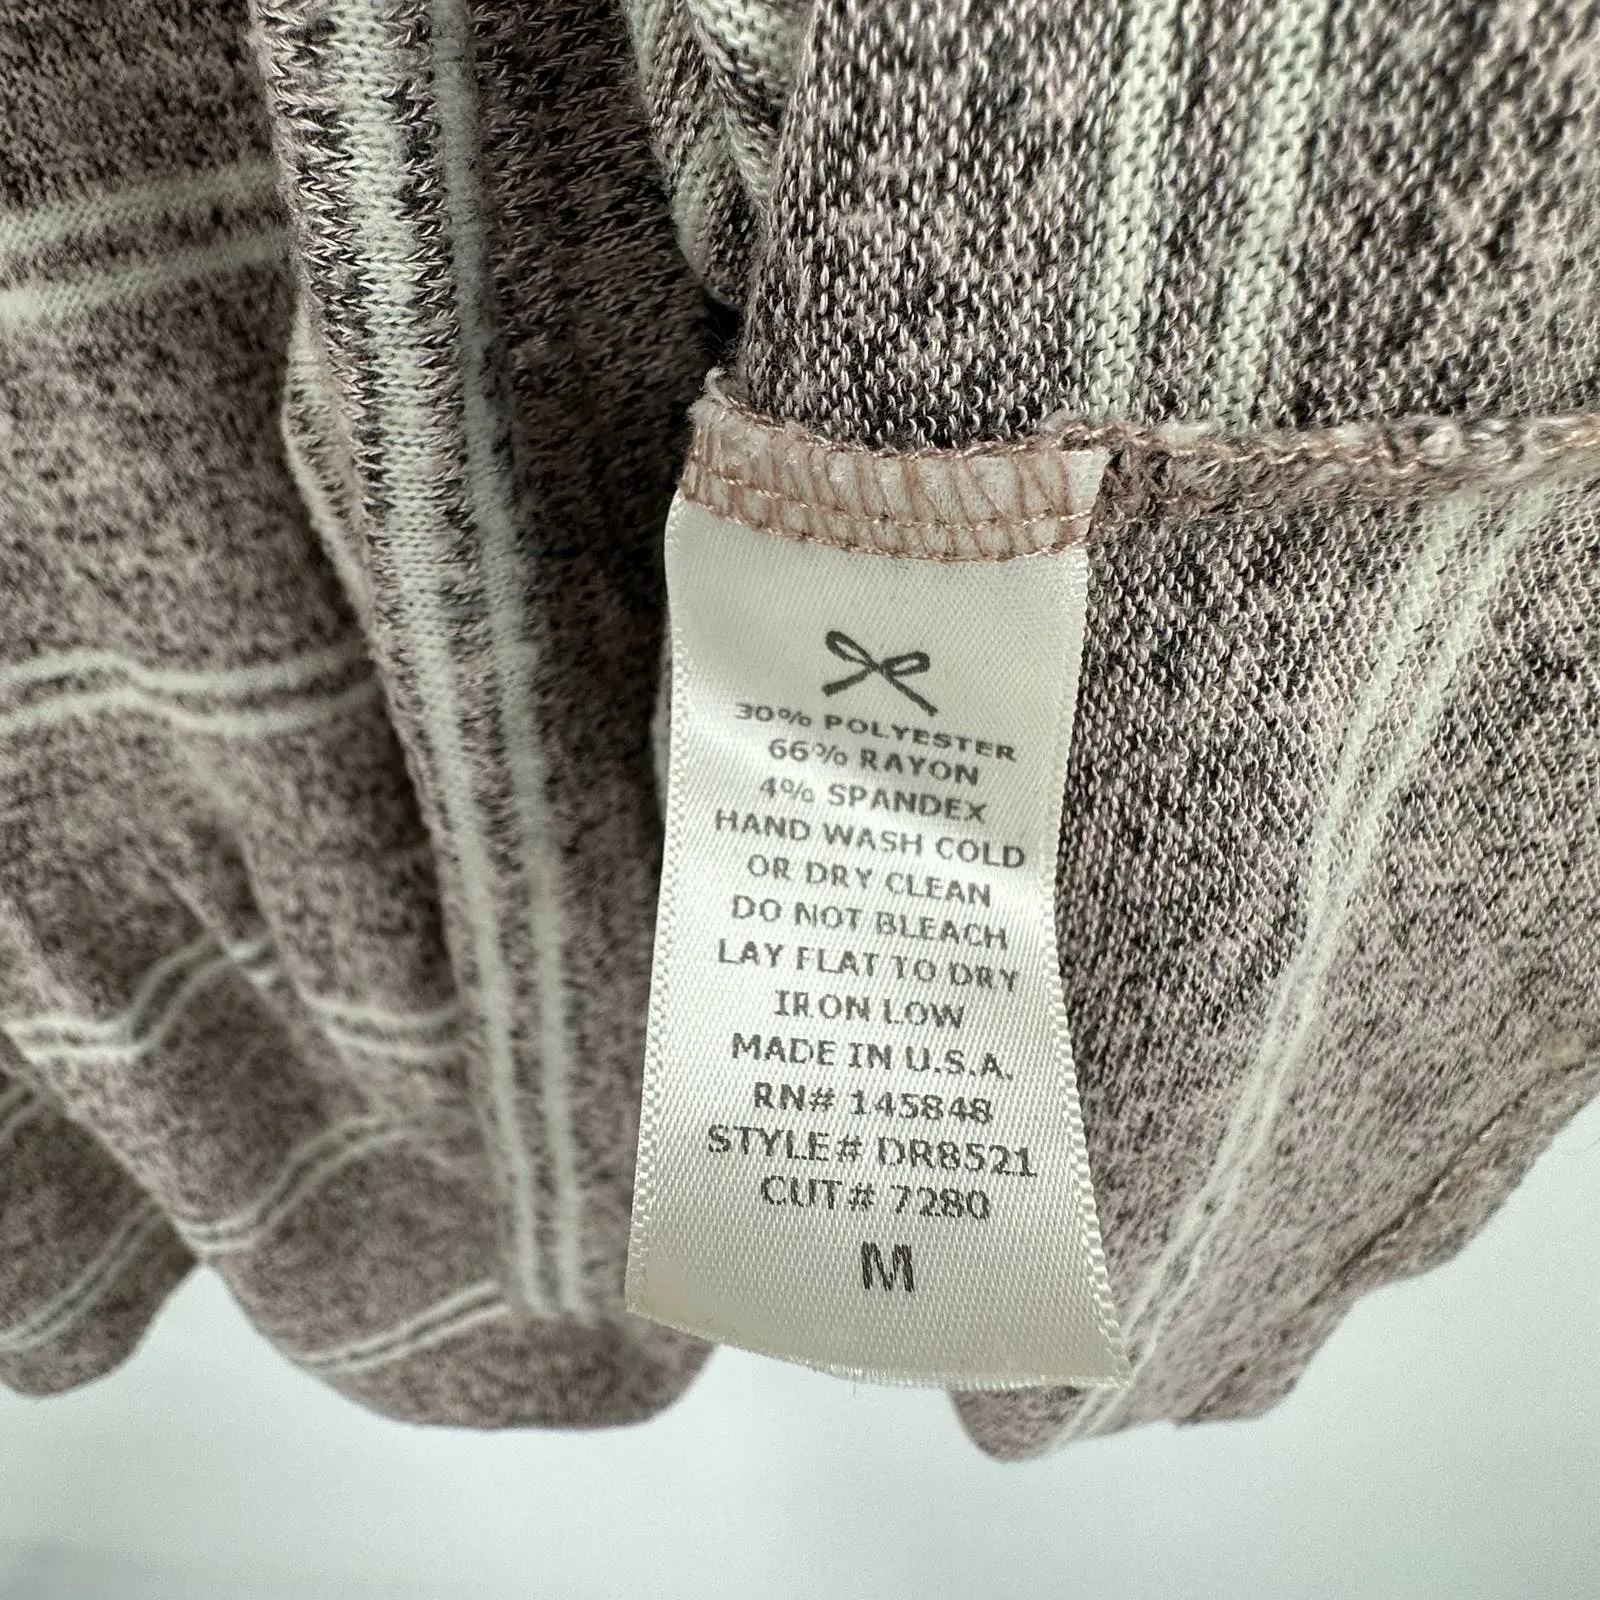 30% POLYESTER
66% RAYON
4% SPANDEX
HAND WASH COLD
OR DRY CLEAN
DO NOT BLEACH
LAY FLAT TO DRY
IRON LOW
MADE IN U.S.A.
RN# 145848
STYLE# DR8521
CUT# 7280
M